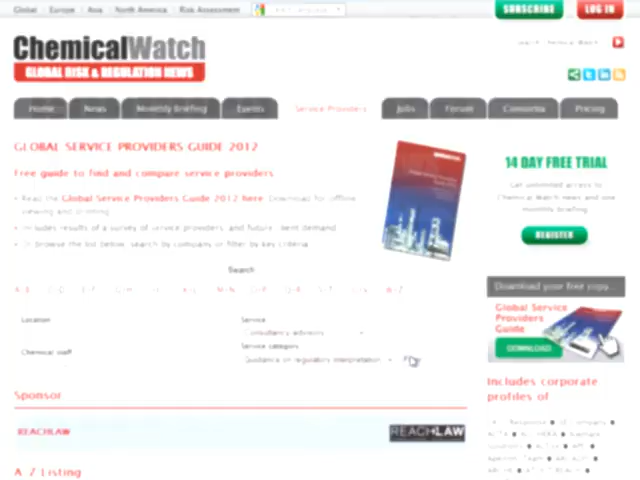 Global Europe Asia North America Risk Assessment
SUBSCRIBE
LOG IN
ChemicalWatch
GLOBAL RISK & REGULATION NEWS
Home
News
Monthly Briefing
Events
Service Providers
Jobs
Forum
Pricing
GLOBAL SERVICE PROVIDERS GUIDE 2012
Free guide to find and compare service providers
Read the Global Service Providers Guide 2012 here. Download for offline
viewing and printing
Includes results of a survey of service providers and future client demand
Or browse the list below, search by company or filter by key criteria
14 DAY FREE TRIAL
Get unlimited access to
Chemical Watch news and one
monthly briefing
REGISTER
Search
Location
Service
Consultancy advisors
Chemical staff
Service category
Guidance on regulatory interpretation
Download your free copy...
Global Service
Providers
Guide
DOWNLOAD
Sponsor
REACHLAW
REACHLAW
Includes corporate
profiles of
A-Z Listing